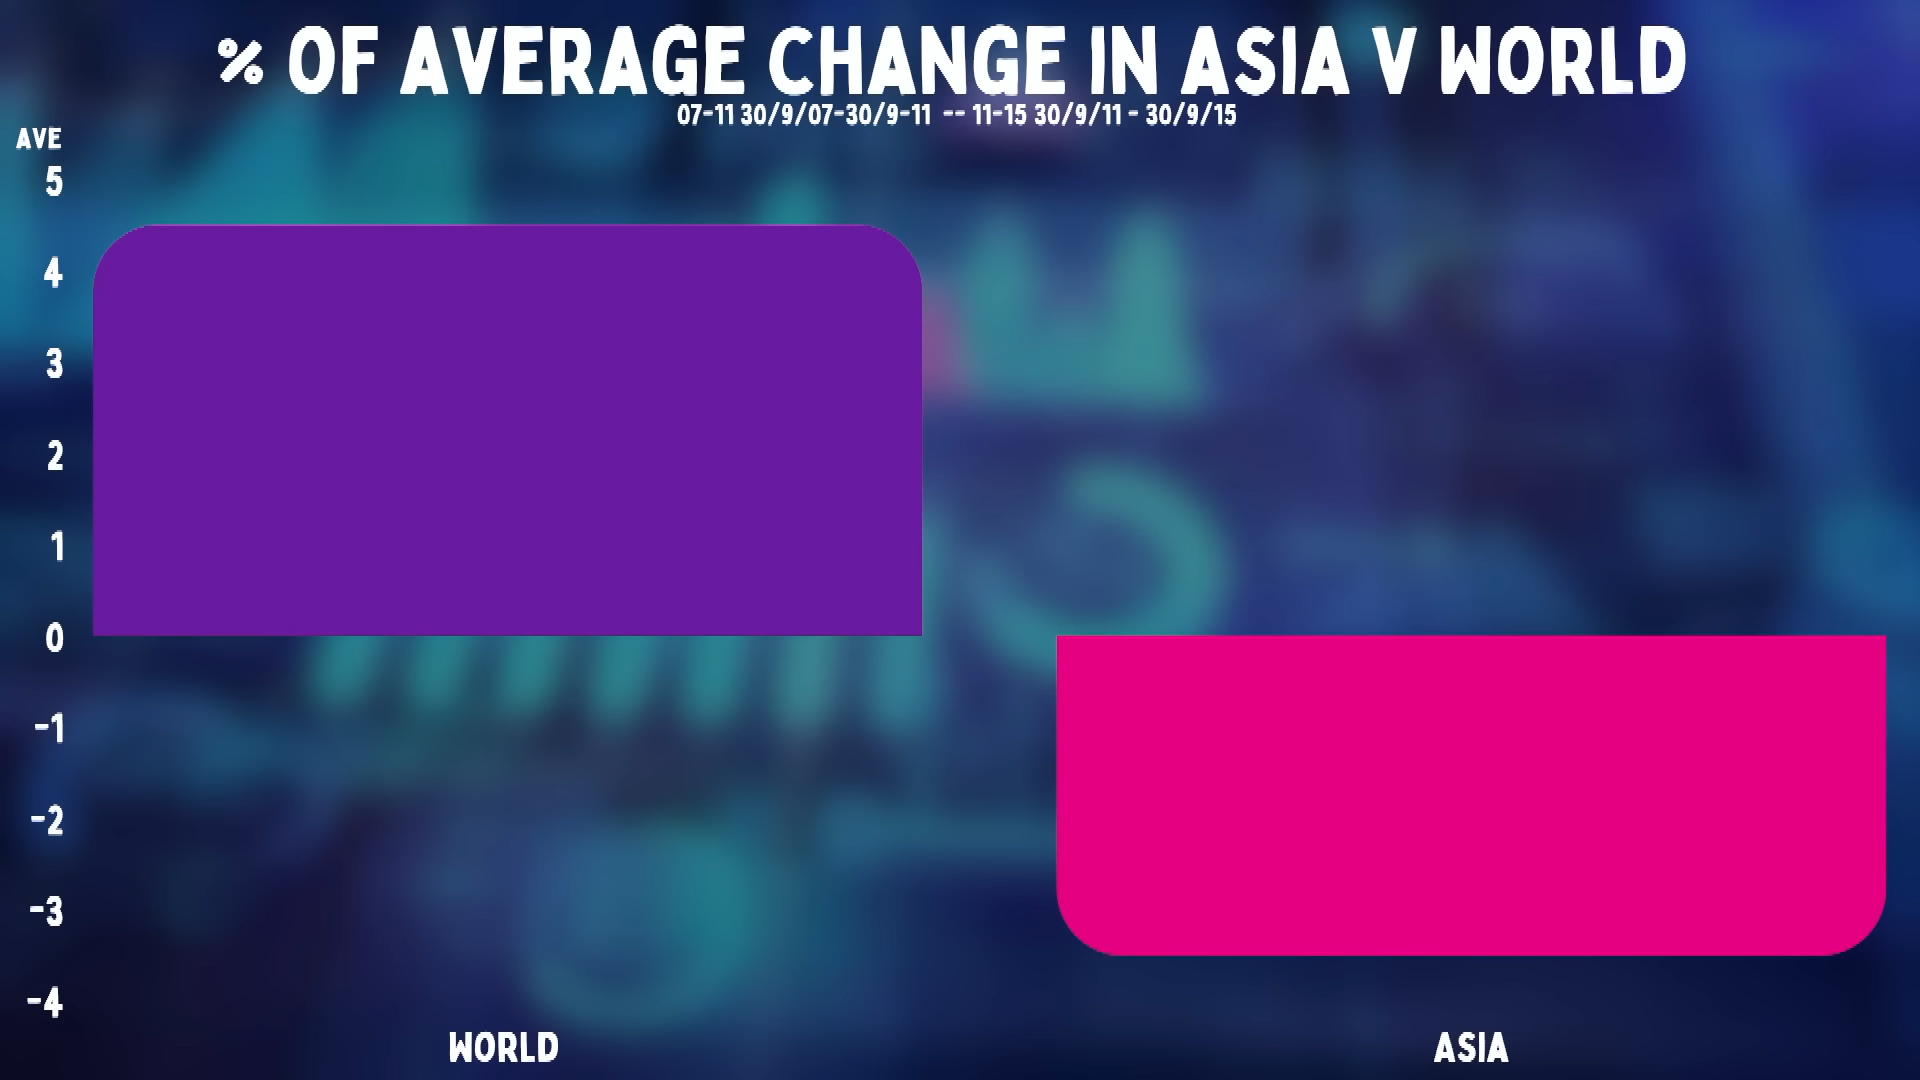 % OF AVERAGE CHANGE IN ASIA V WORLD
07-11 30/9/07-30/9-11 -- 11-15 30/9/11 - 30/9/15
AVE
5
4
3
2
1
0
-1
-2
-3
-4
WORLD ASIA